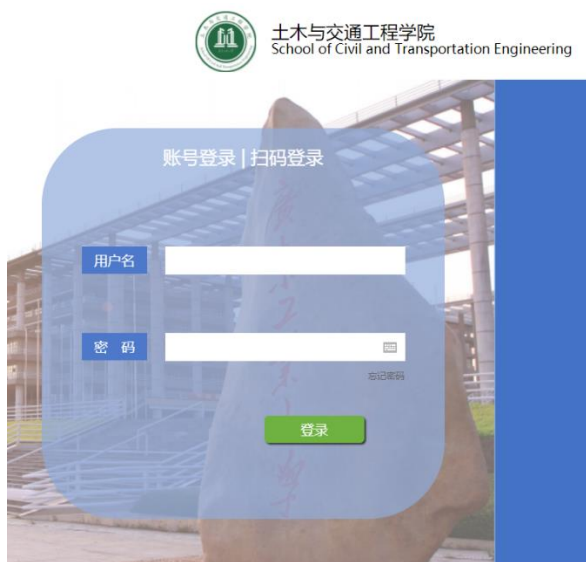 土木与交通工程学院
School of Civil and Transportation Engineering
账号登录 | 扫码登录
用户名
密 码
忘记密码
登录